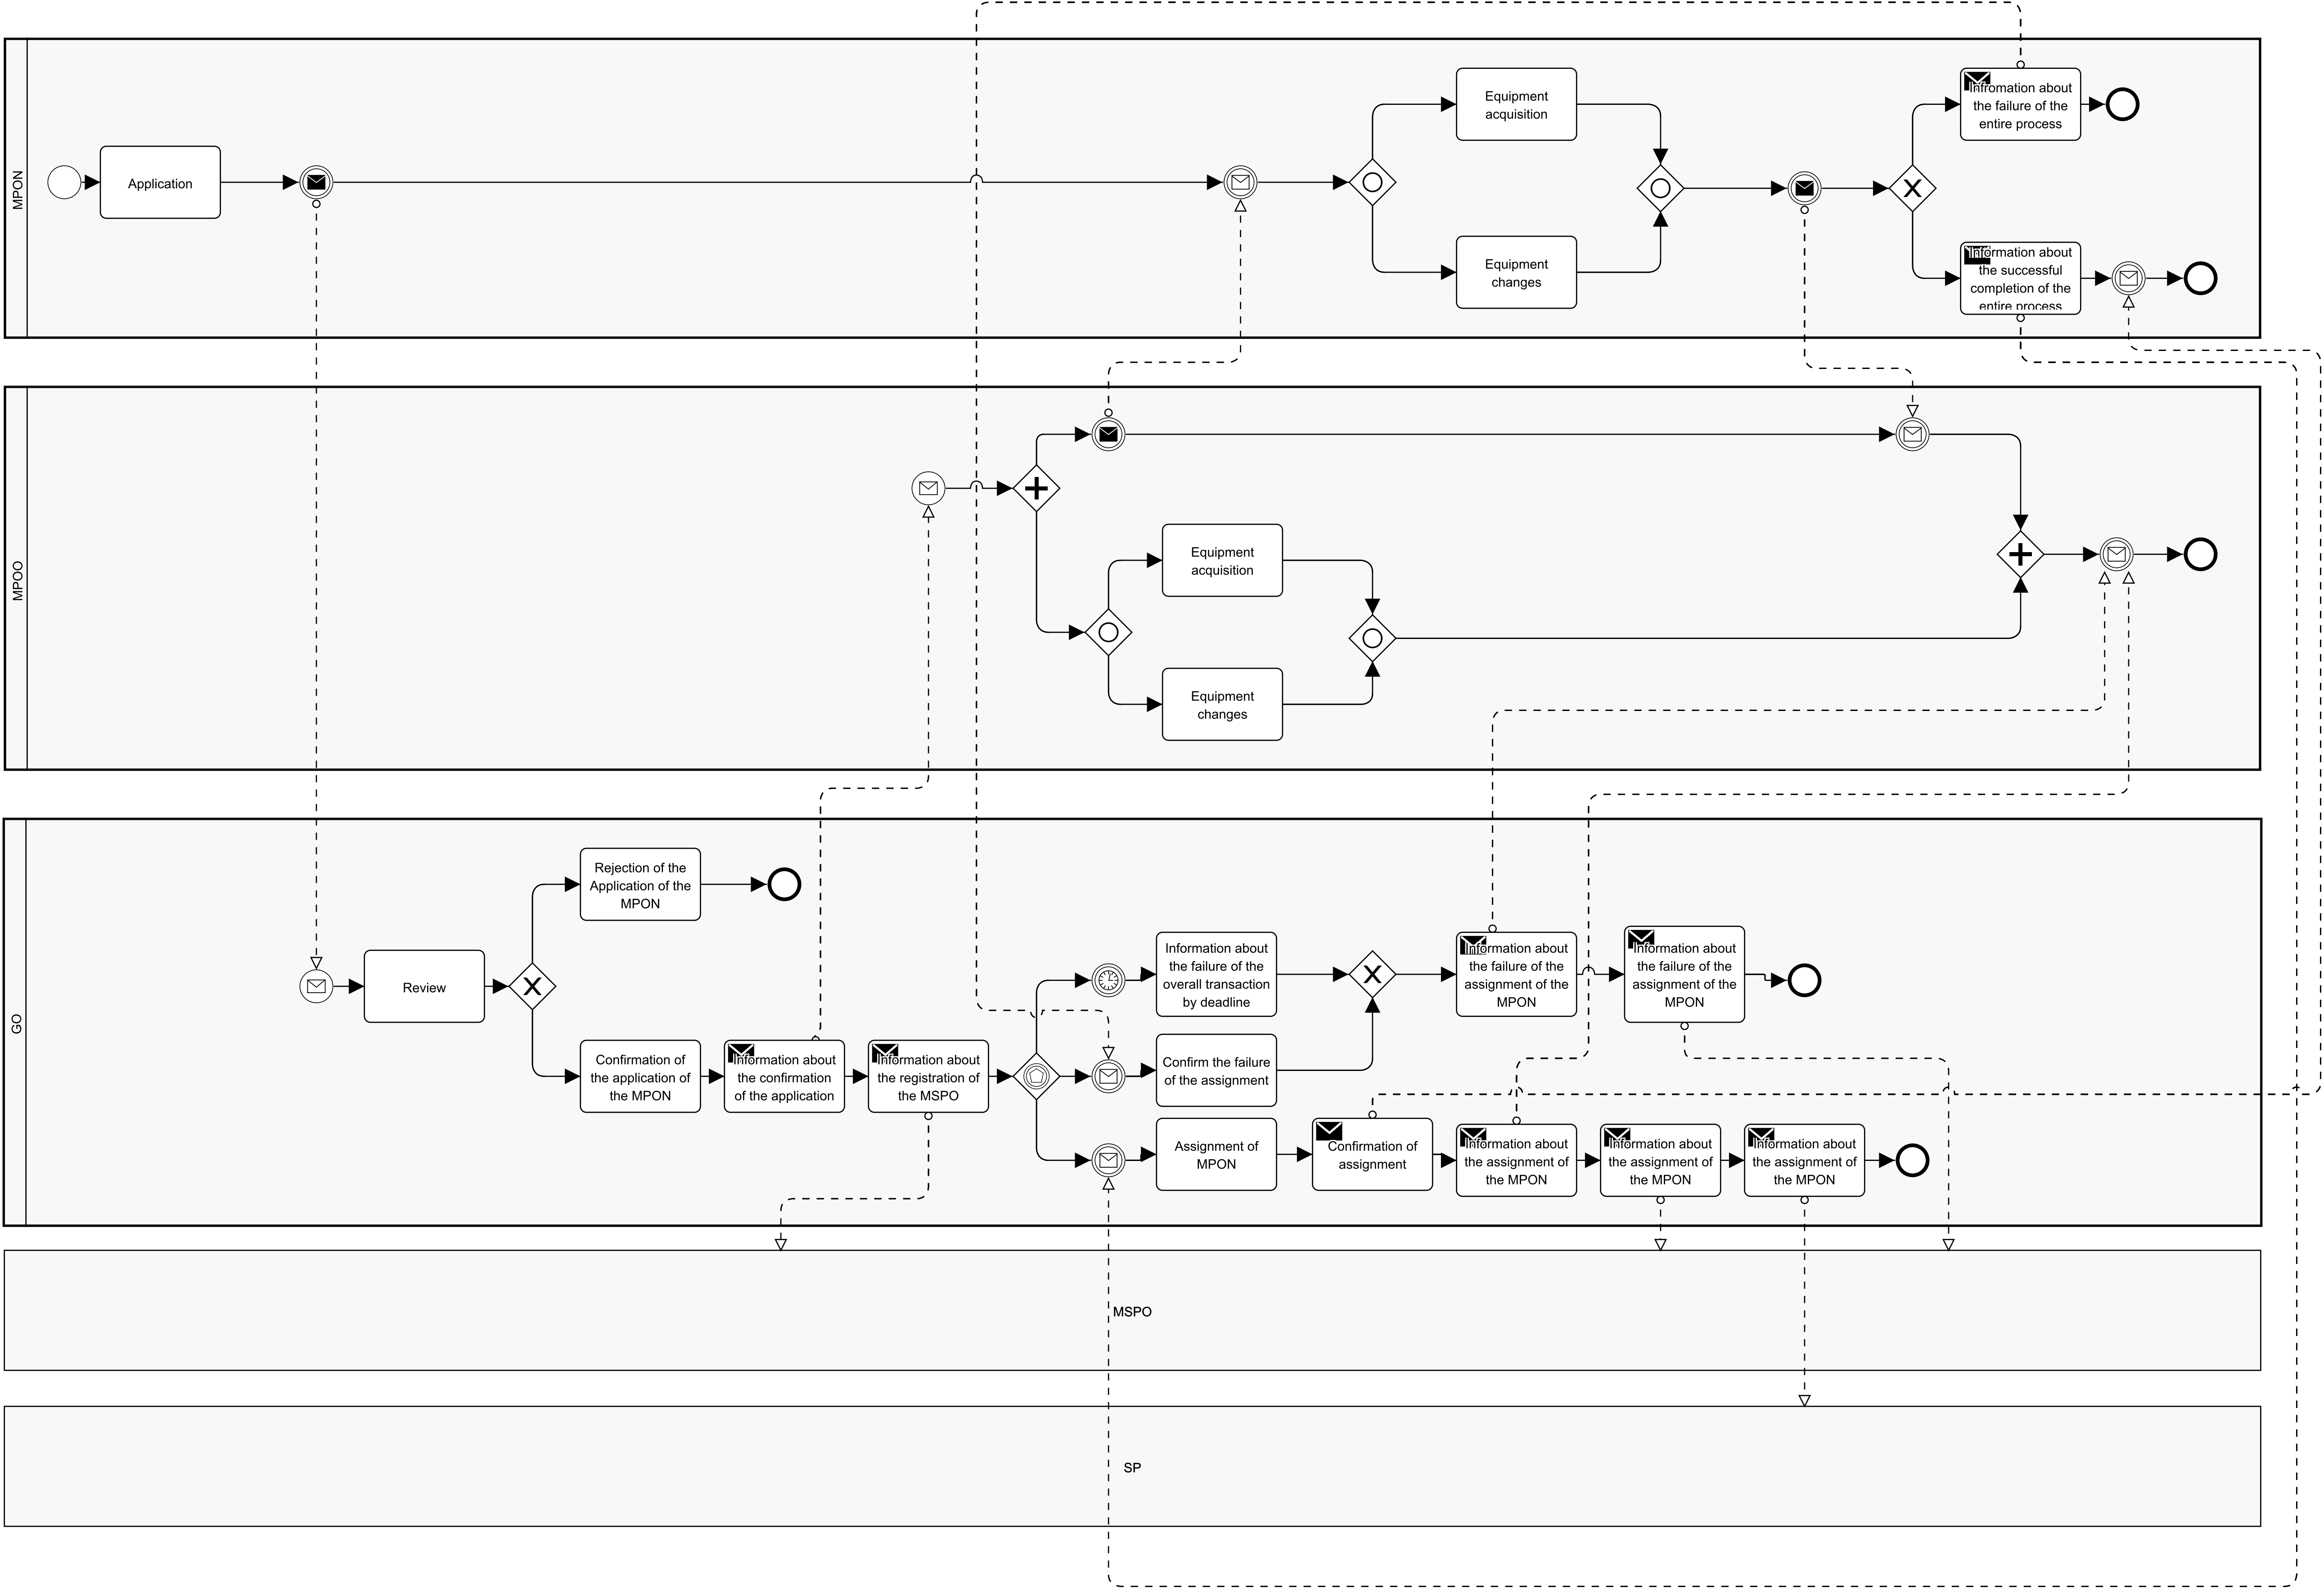 MPON
Application
Equipment
acquisition
Equipment
changes
Infromation about
the failure of the
entire process
Information about
the successful
completion of the
entire process
MPOO
Equipment
acquisition
Equipment
changes
GO
Review
Rejection of the
Application of the
MPON
Confirmation of
the application of
the MPON
Information about
the confirmation
of the application
Information about
the registration of
the MSPO
Information about
the failure of the
overall transaction
by deadline
Confirm the failure
of the assignment
Assignment of
MPON
Confirmation of
assignment
Information about
the failure of the
assignment of the
MPON
Information about
the failure of the
assignment of the
MPON
Information about
the assignment of
the MPON
Information about
the assignment of
the MPON
Information about
the assignment of
the MPON
MSPO
SP